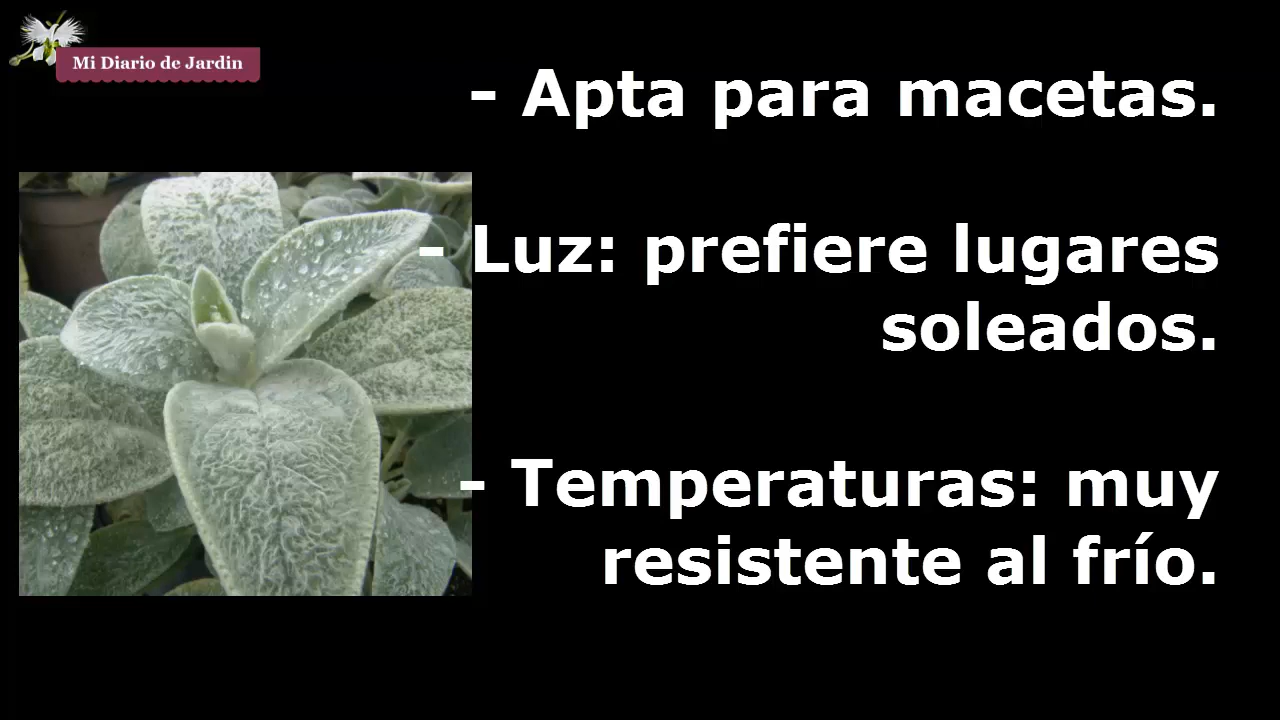 Mi Diario de Jardin
- Apta para macetas.
- Luz: prefiere lugares
soleados.
- Temperaturas: muy
resistente al frío.